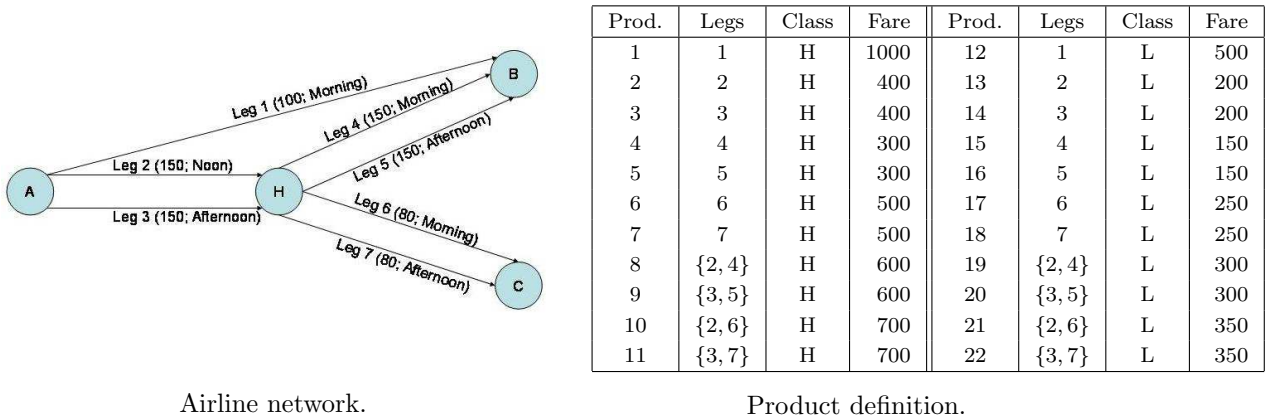 B
Leg 1 (100; Morning)
Leg 4 (150; Morning)
Leg 5 (150; Afternoon)
Leg 2 (150; Noon)
A
H
Leg 3 (150; Afternoon)
Leg 6 (80; Morning)
Leg 7 (80; Afternoon)
C
Airline network.
Prod. Legs Class Fare Prod. Legs Class Fare
1 1 H 1000 12 1 L 500
2 2 H 400 13 2 L 200
3 3 H 400 14 3 L 200
4 4 H 300 15 4 L 150
5 5 H 300 16 5 L 150
6 6 H 500 17 6 L 250
7 7 H 500 18 7 L 250
8 {2,4} H 600 19 {2,4} L 300
9 {3,5} H 600 20 {3,5} L 300
10 {2,6} H 700 21 {2,6} L 350
11 {3,7} H 700 22 {3,7} L 350
Product definition.